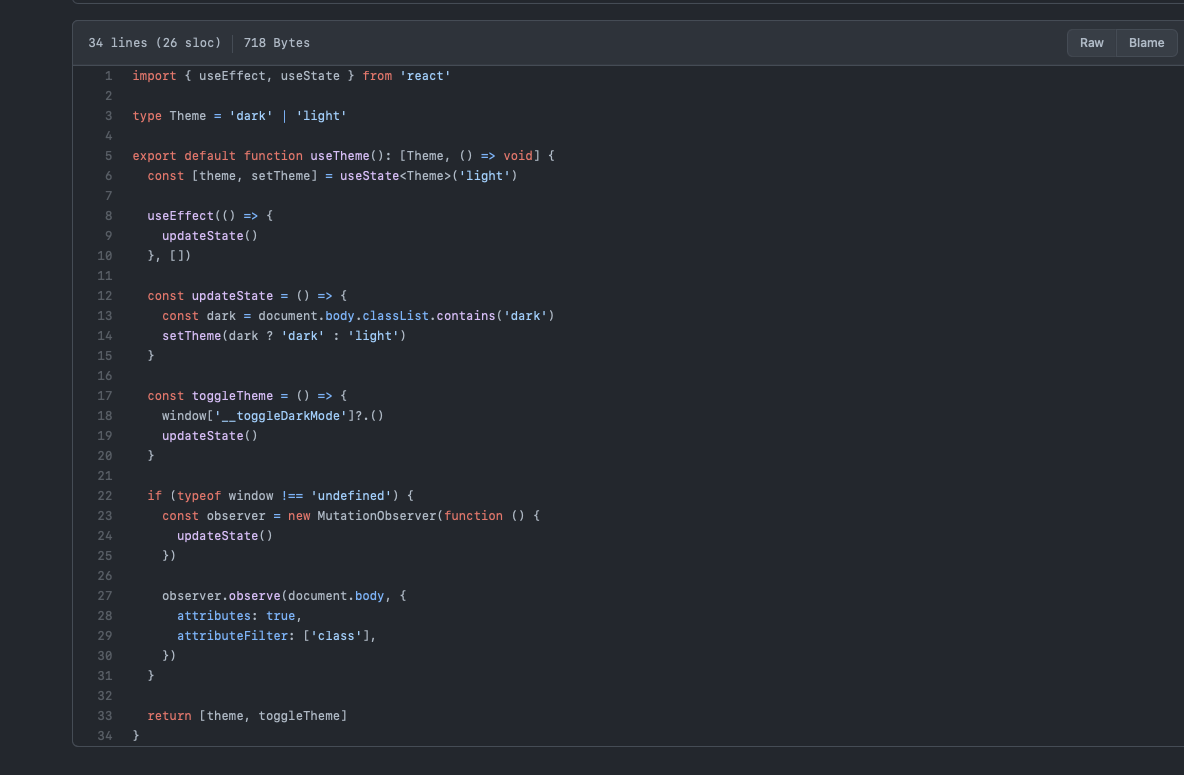 34 lines (26 sloc) | 718 Bytes Raw Blame
1 import { useEffect, useState } from 'react'
2
3 type Theme = 'dark' | 'light'
4
5 export default function useTheme(): [Theme, () => void] {
6   const [theme, setTheme] = useState<Theme>('light')
7
8   useEffect(() => {
9     updateState()
10   }, [])
11
12   const updateState = () => {
13     const dark = document.body.classList.contains('dark')
14     setTheme(dark ? 'dark' : 'light')
15   }
16
17   const toggleTheme = () => {
18     window['__toggleDarkMode']?.()
19     updateState()
20   }
21
22   if (typeof window !== 'undefined') {
23     const observer = new MutationObserver(function () {
24       updateState()
25     })
26
27     observer.observe(document.body, {
28       attributes: true,
29       attributeFilter: ['class'],
30     })
31   }
32
33   return [theme, toggleTheme]
34 }